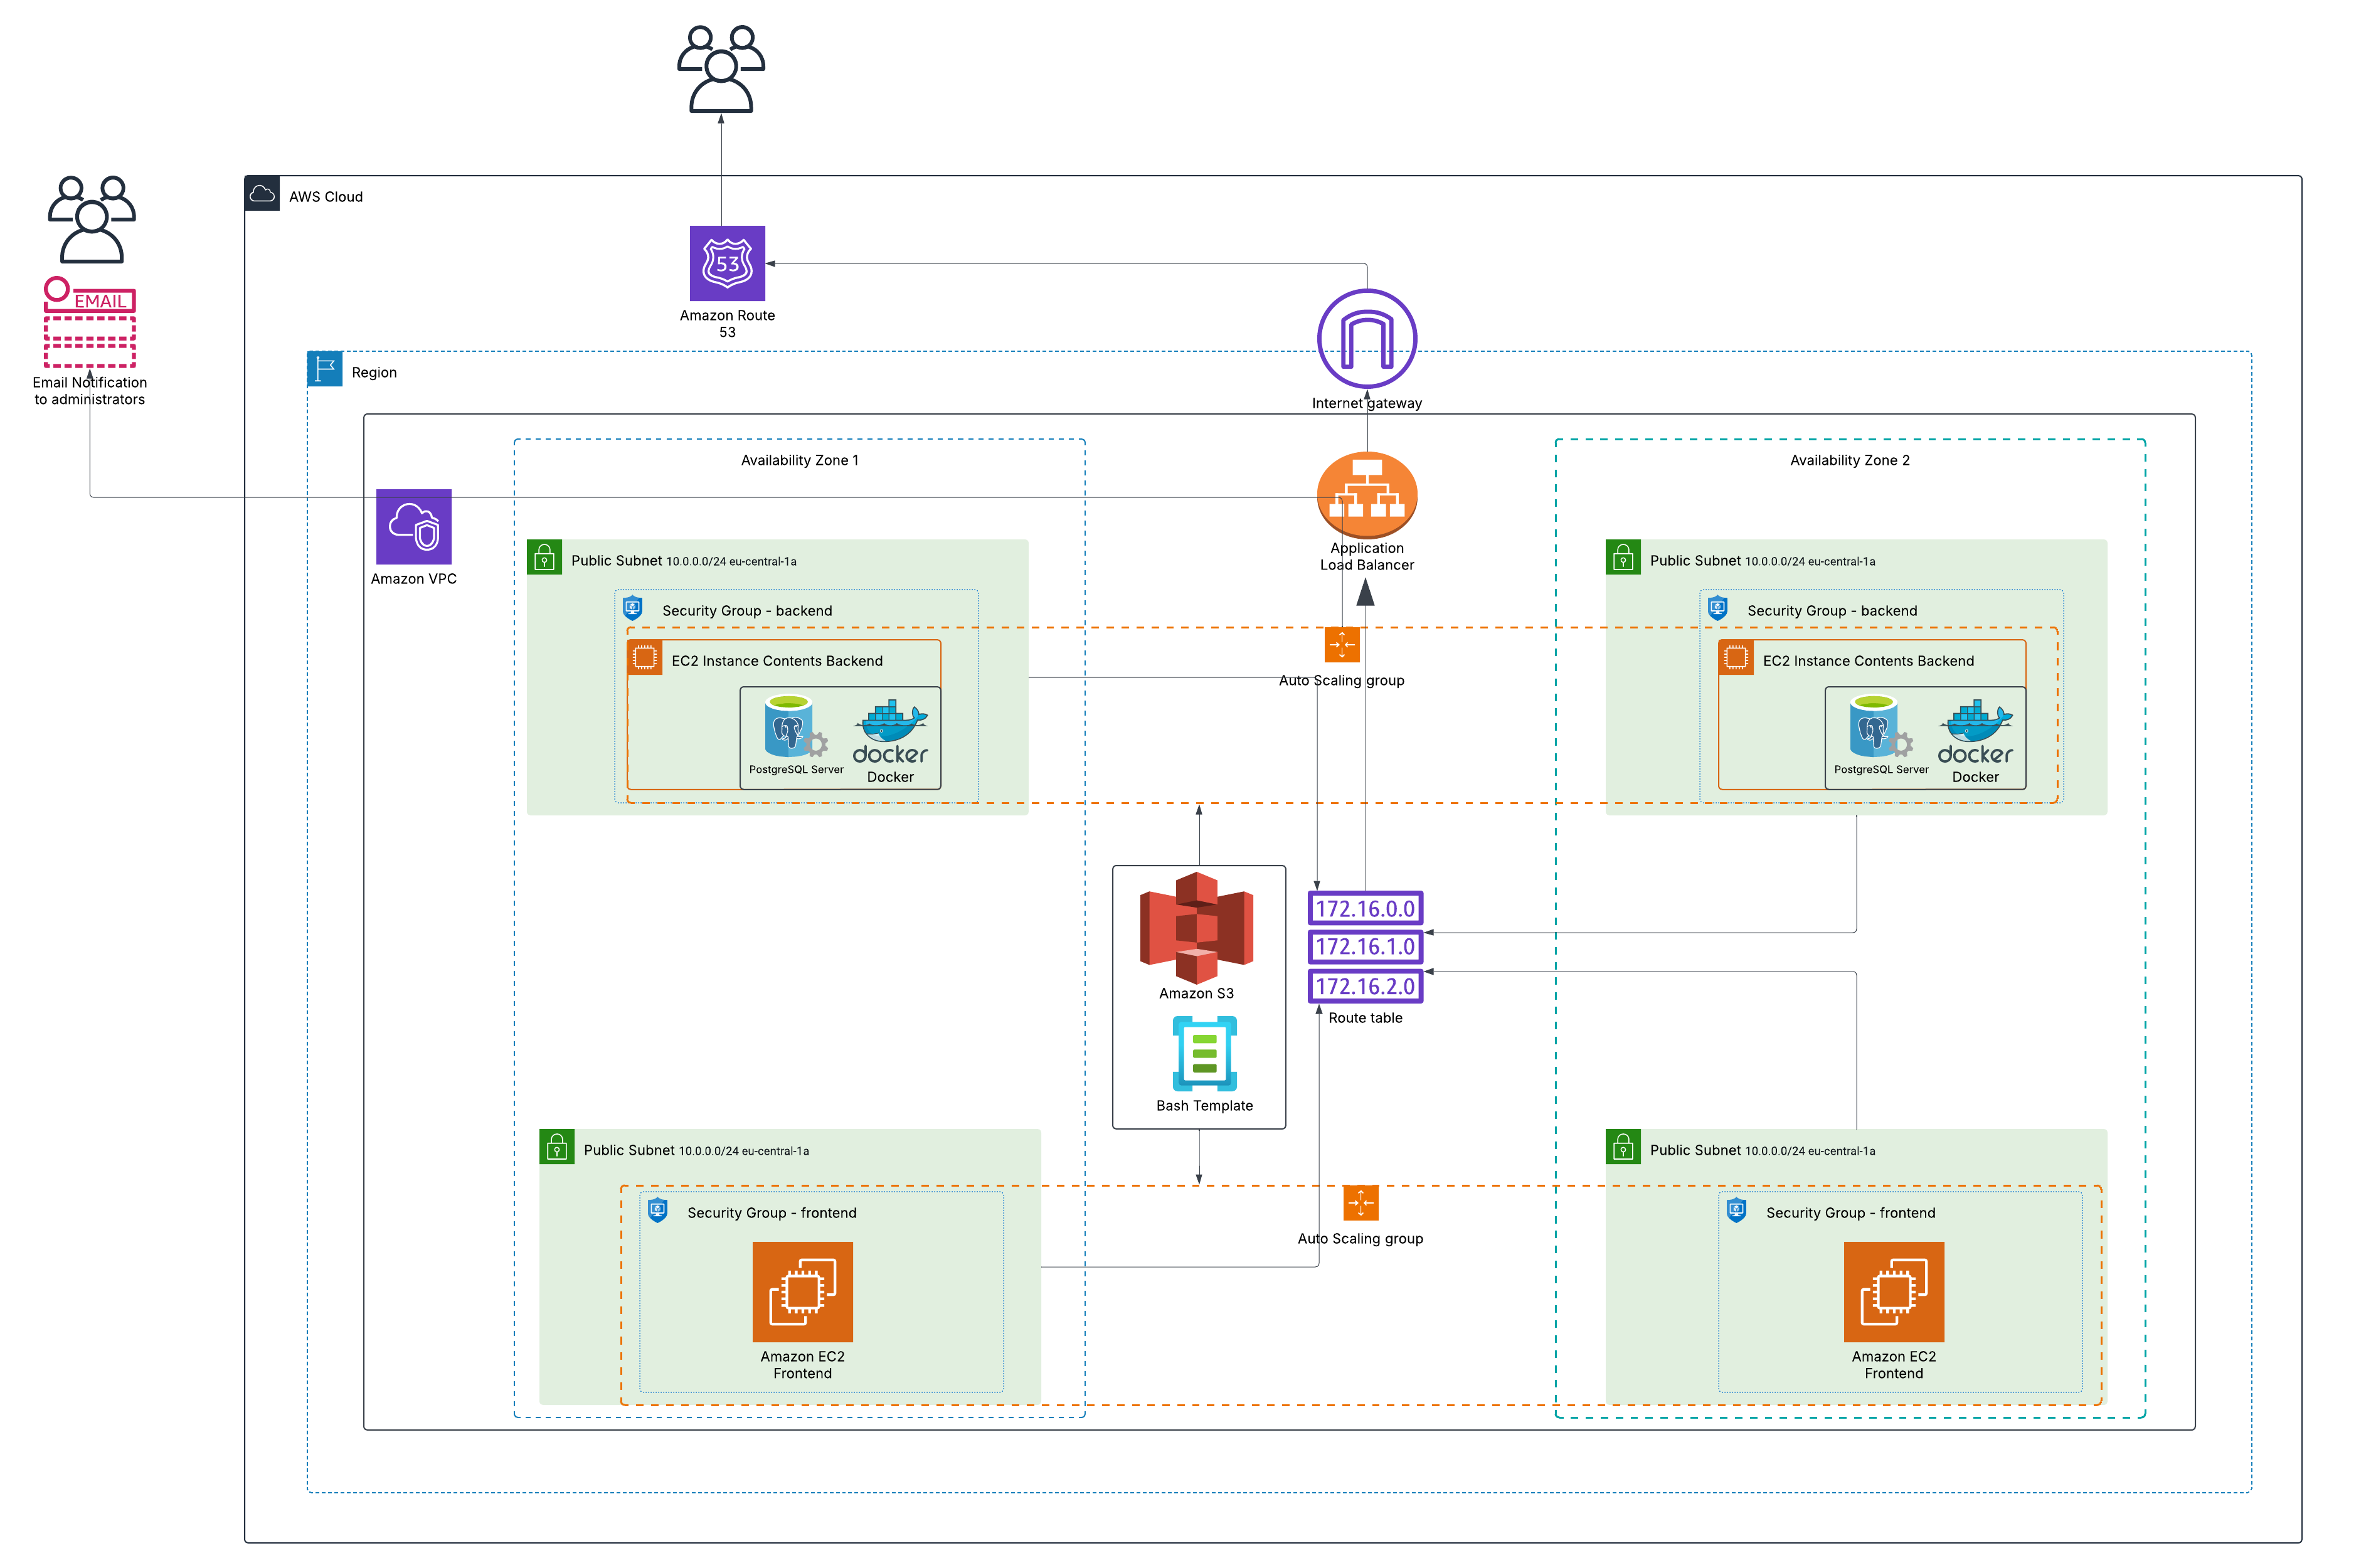 AWS Cloud
53
Amazon Route
53
EMAIL
Email Notification
to administrators
Region
Internet gateway
Availability Zone 1
Availability Zone 2
Amazon VPC
Application
Load Balancer
Public Subnet 10.0.0.0/24 eu-central-1a
Security Group - backend
EC2 Instance Contents Backend
PostgreSQL Server
docker
Docker
Auto Scaling group
Public Subnet 10.0.0.0/24 eu-central-1a
Security Group - backend
EC2 Instance Contents Backend
PostgreSQL Server
docker
Docker
Amazon S3
Bash Template
172.16.0.0
172.16.1.0
172.16.2.0
Route table
Public Subnet 10.0.0.0/24 eu-central-1a
Security Group - frontend
Amazon EC2
Frontend
Auto Scaling group
Public Subnet 10.0.0.0/24 eu-central-1a
Security Group - frontend
Amazon EC2
Frontend